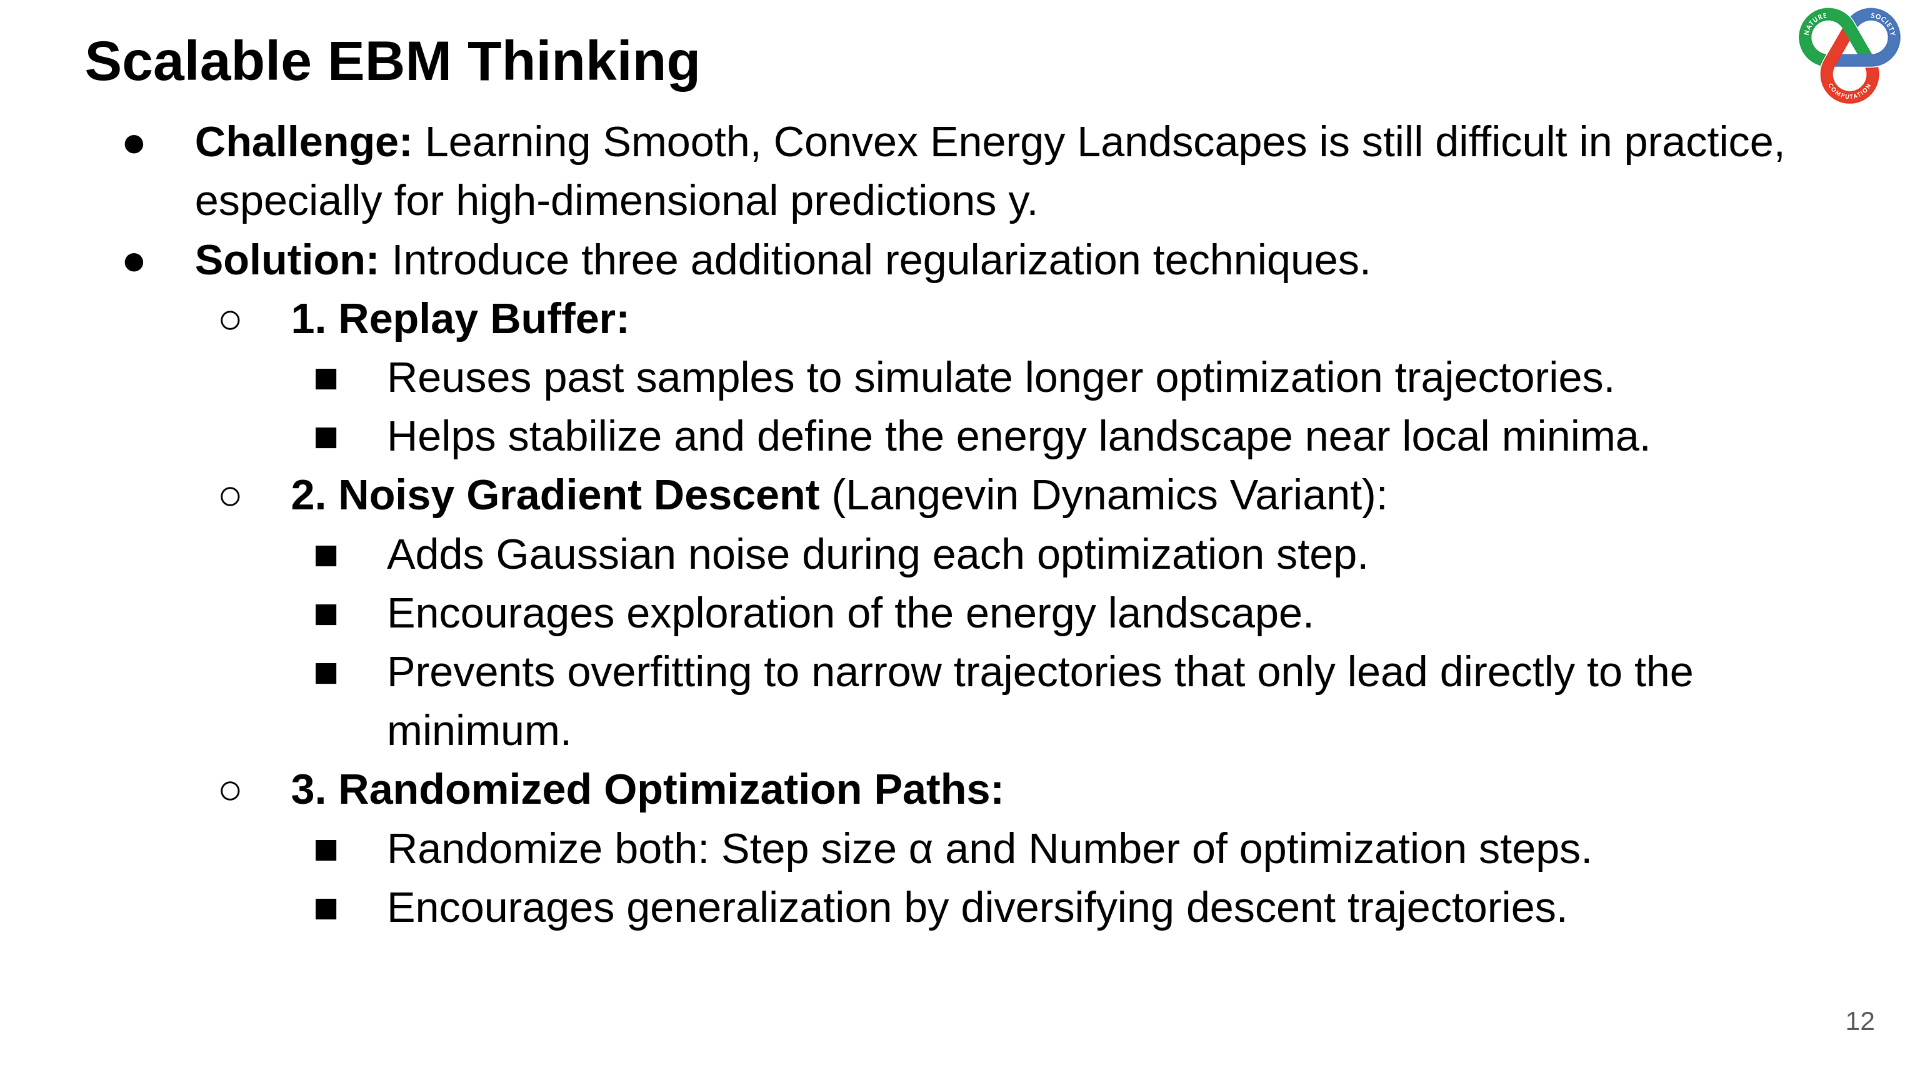 Scalable EBM Thinking
NATURE
SOCIETY
COMPUTATION
● Challenge: Learning Smooth, Convex Energy Landscapes is still difficult in practice,
especially for high-dimensional predictions y.
● Solution: Introduce three additional regularization techniques.
○ 1. Replay Buffer:
■ Reuses past samples to simulate longer optimization trajectories.
■ Helps stabilize and define the energy landscape near local minima.
○ 2. Noisy Gradient Descent (Langevin Dynamics Variant):
■ Adds Gaussian noise during each optimization step.
■ Encourages exploration of the energy landscape.
■ Prevents overfitting to narrow trajectories that only lead directly to the
minimum.
○ 3. Randomized Optimization Paths:
■ Randomize both: Step size α and Number of optimization steps.
■ Encourages generalization by diversifying descent trajectories.
12